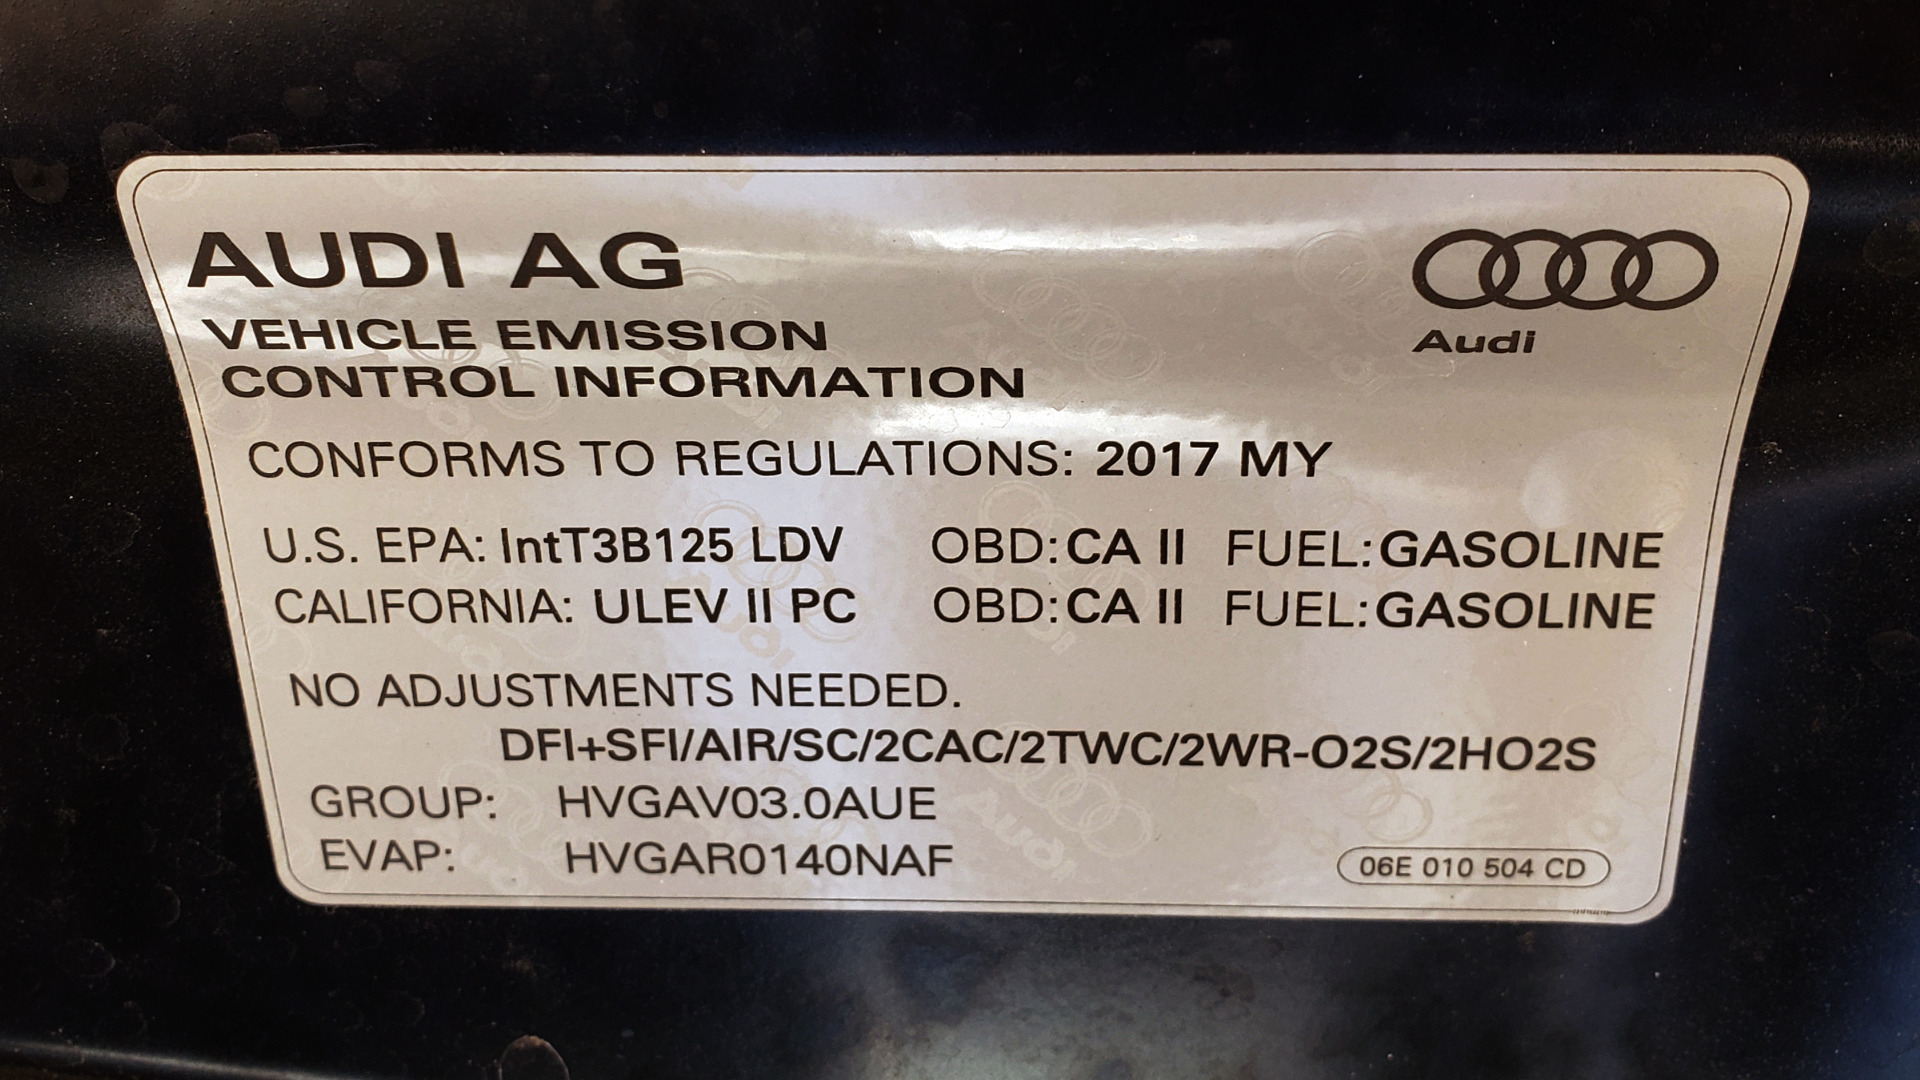 AUDI AG
Audi
VEHICLE EMISSION
CONTROL INFORMATION
CONFORMS TO REGULATIONS: 2017 MY
U.S. EPA: IntT3B125 LDV OBD: CA II FUEL: GASOLINE
CALIFORNIA: ULEV II PC OBD: CA II FUEL: GASOLINE
NO ADJUSTMENTS NEEDED.
DFI+SFI/AIR/SC/2CAC/2TWC/2WR-O2S/2HO2S
GROUP: HVGAV03.0AUE
EVAP: HVGAR0140NAF
06E 010 504 CD